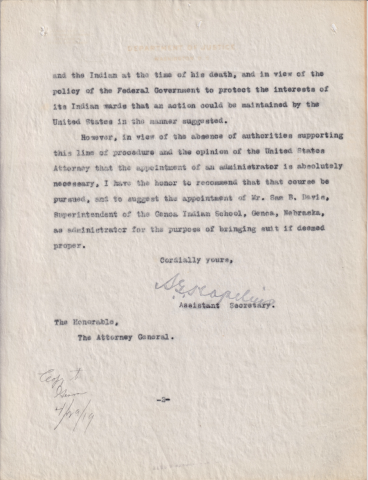 DEPARTMENT OF JUSTICE
and the Indian at the time of his death, and in view of the
policy of the Federal Government to protect the interests of
its Indian wards that an action could be maintained by the
United States in the manner suggested.
However, in view of the absence of authorities supporting
this line of procedure and the opinion of the United States
Attorney that the appointment of an administrator is absolutely
necessary, I have the honor to recommend that that course be
pursued, and to suggest the appointment of Mr. Sam B. Davis,
Superintendent of the Genoa Indian School, Genoa, Nebraska,
as administrator for the purpose of bringing suit if deemed
proper.
Cordially yours,
Assistant Secretary.
The Honorable,
The Attorney General.
-3-